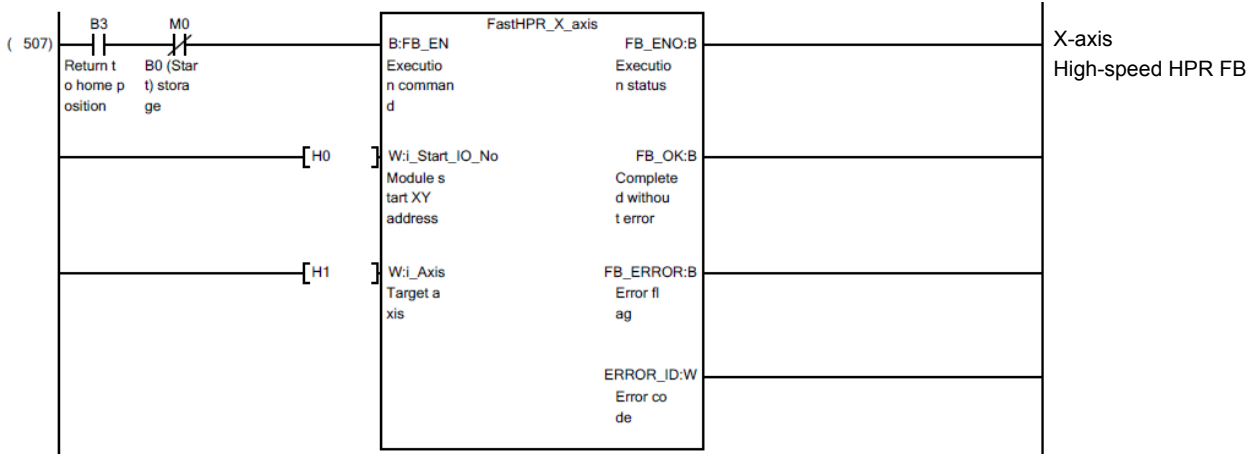 B3 M0 FastHPR_X_axis
( 507) B:FB_EN FB_ENO:B X-axis
Return t B0 (Star Executio Executio High-speed HPR FB
o home p t) stora n comman n status
osition ge d
H0 W:i_Start_IO_No FB_OK:B
Module s Complete
tart XY d withou
address t error
H1 W:i_Axis FB_ERROR:B
Target a Error fl
xis ag
ERROR_ID:W
Error co
de